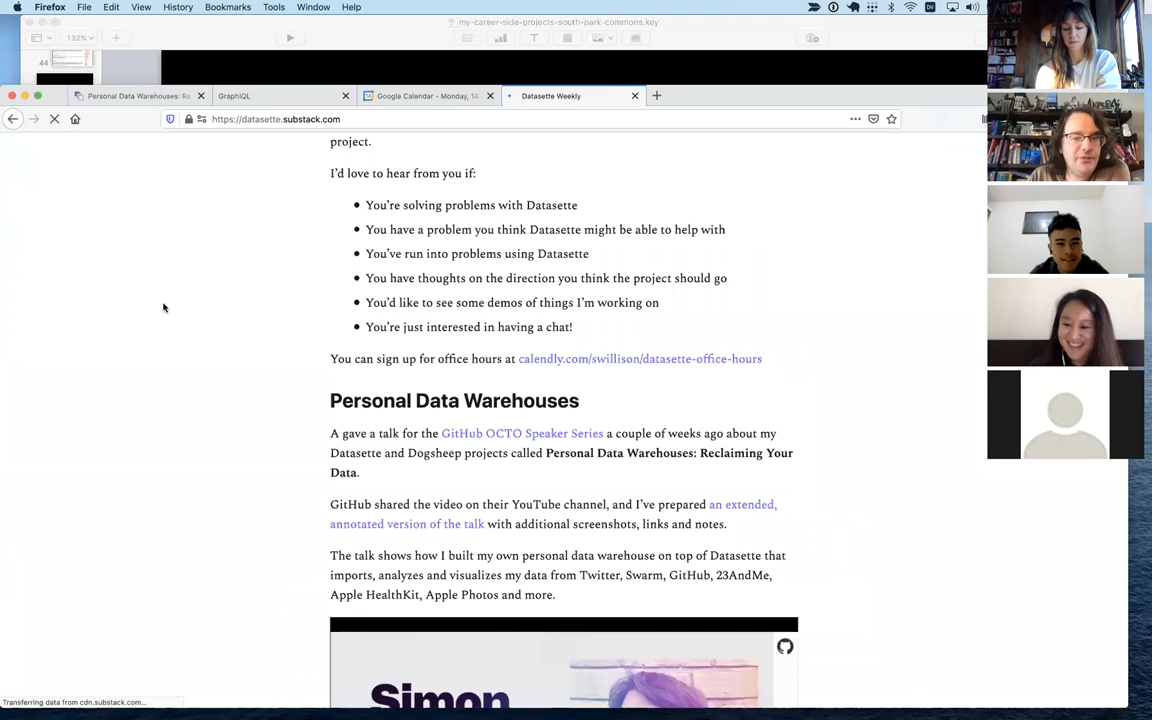 Firefox File Edit View History Bookmarks Tools Window Help
my-career-side-projects-south-park-commons.key
132%
44
Personal Data Warehouses: Re
GraphiQL
Google Calendar - Monday, 14
Datasette Weekly
https://datasette.substack.com
project.
I'd love to hear from you if:
• You're solving problems with Datasette
• You have a problem you think Datasette might be able to help with
• You've run into problems using Datasette
• You have thoughts on the direction you think the project should go
• You'd like to see some demos of things I'm working on
• You're just interested in having a chat!
You can sign up for office hours at calendly.com/swillison/datasette-office-hours
Personal Data Warehouses
A gave a talk for the GitHub OCTO Speaker Series a couple of weeks ago about my
Datasette and Dogsheep projects called Personal Data Warehouses: Reclaiming Your
Data.
GitHub shared the video on their YouTube channel, and I've prepared an extended,
annotated version of the talk with additional screenshots, links and notes.
The talk shows how I built my own personal data warehouse on top of Datasette that
imports, analyzes and visualizes my data from Twitter, Swarm, GitHub, 23AndMe,
Apple HealthKit, Apple Photos and more.
Simon
Transferring data from cdn.substack.com...